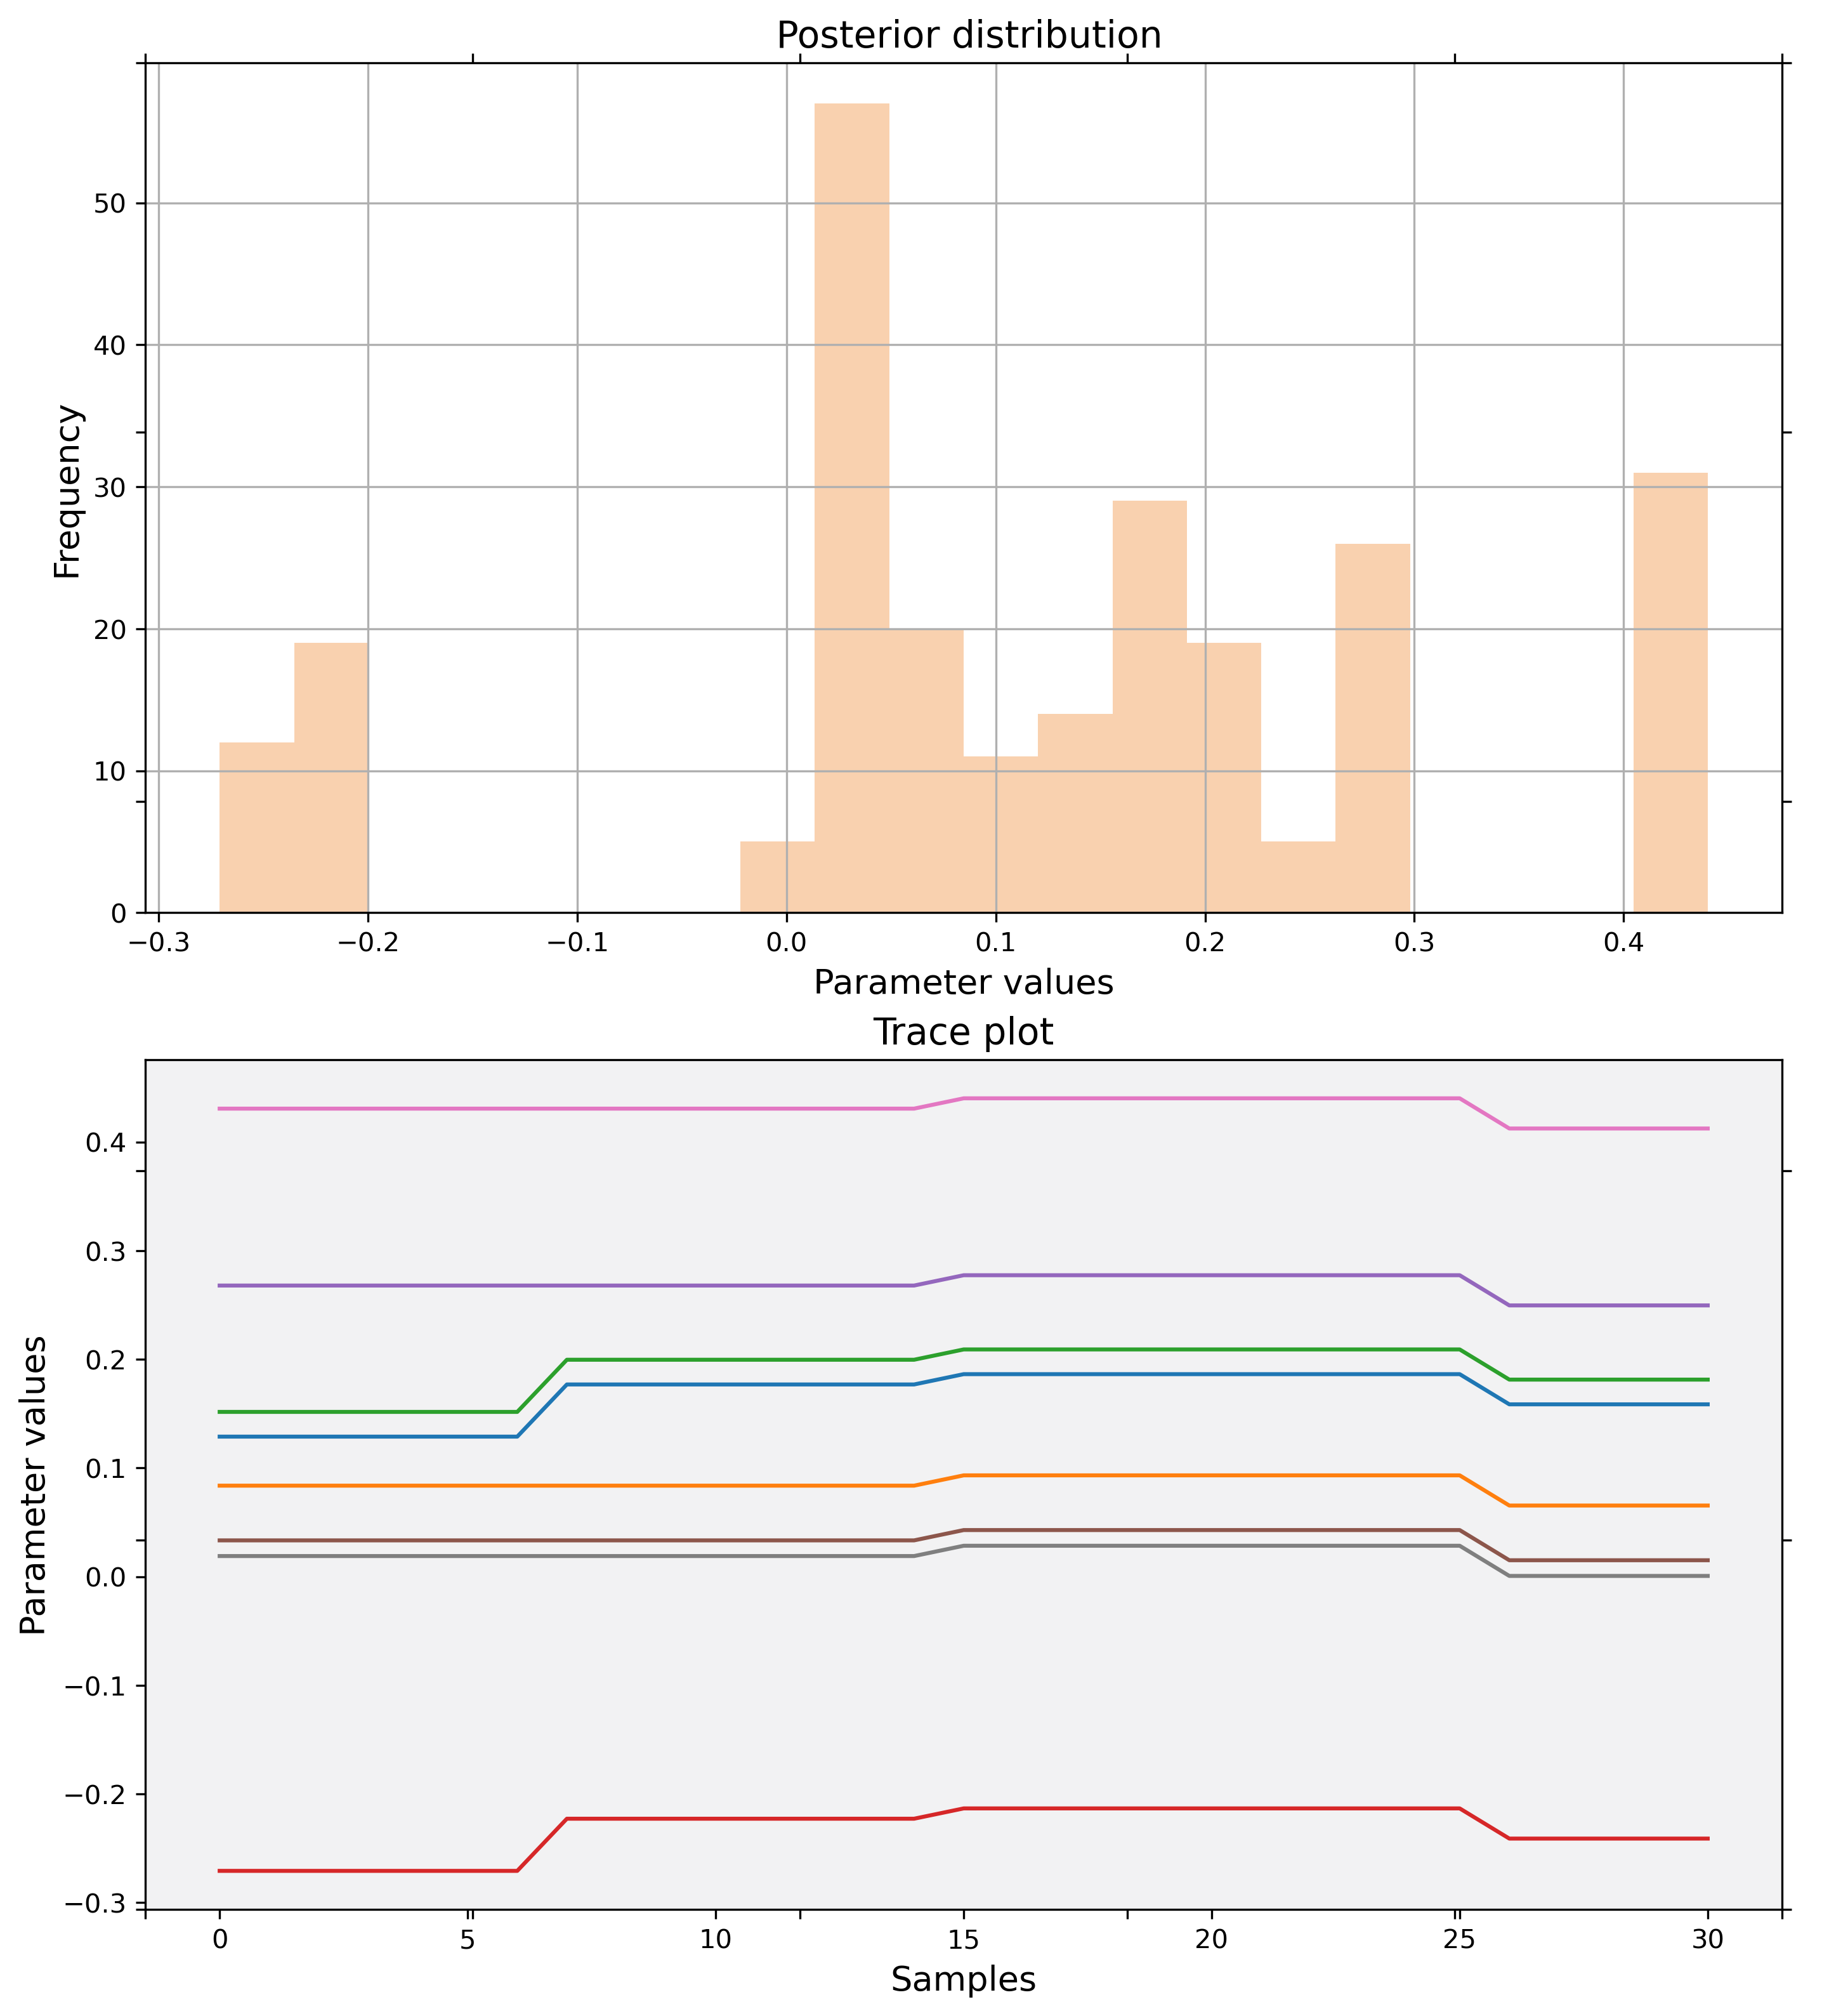 Posterior distribution
Frequency
50
40
30
20
10
0
−0.3 −0.2 −0.1 0.0 0.1 0.2 0.3 0.4
Parameter values
Trace plot
Parameter values
0.4
0.3
0.2
0.1
0.0
−0.1
−0.2
−0.3
0 5 10 15 20 25 30
Samples